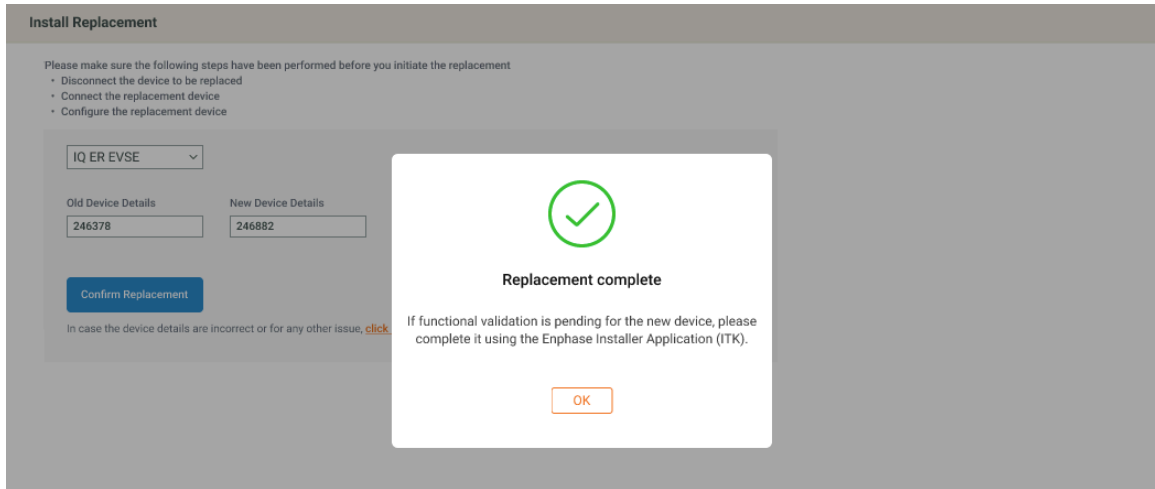 Install Replacement
Please make sure the following steps have been performed before you initiate the replacement
• Disconnect the device to be replaced
• Connect the replacement device
• Configure the replacement device
IQ ER EVSE
Old Device Details New Device Details
246378 246882
Confirm Replacement
In case the device details are incorrect or for any other issue, click
Replacement complete
If functional validation is pending for the new device, please
complete it using the Enphase Installer Application (ITK).
OK